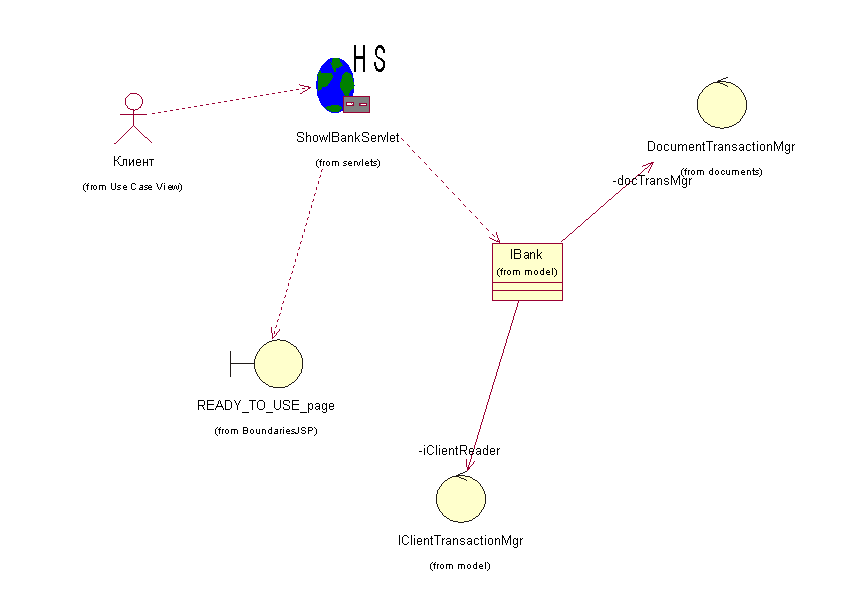 H S
ShowIBankServlet
(from servlets)
Клиент
(from Use Case View)
DocumentTransactionMgr
(from documents)
-docTransMgr
IBank
(from model)
READY_TO_USE_page
(from BoundariesJSP)
-iClientReader
IClientTransactionMgr
(from model)